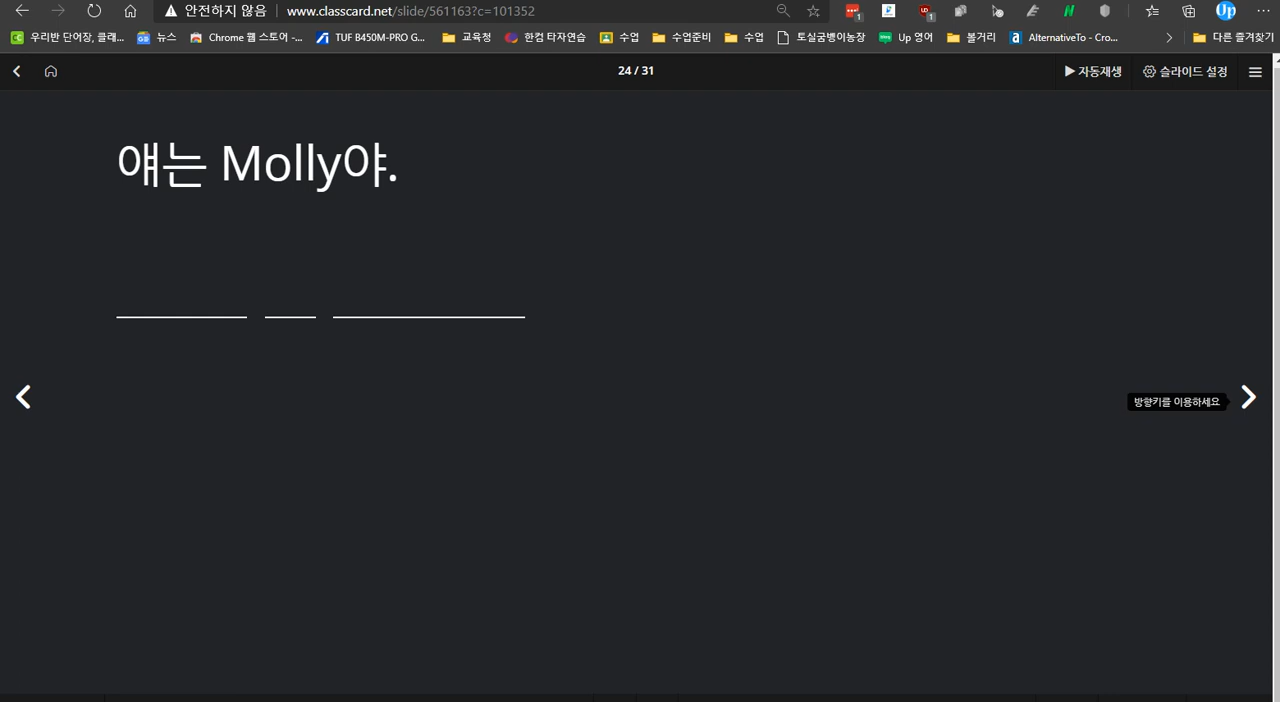 안전하지 않음 www.classcard.net/slide/561163?c=101352
우리반 단어장, 클래... 뉴스 Chrome 웹 스토어 -... TUF B450M-PRO G... 교육청 한컴 타자연습 수업 수업준비 수업 토실궁뱅이농장 Up 영어 볼거리 AlternativeTo - Cro... 다른 즐겨찾기
24 / 31 자동재생 슬라이드 설정
얘는 Molly야.
방향키를 이용하세요